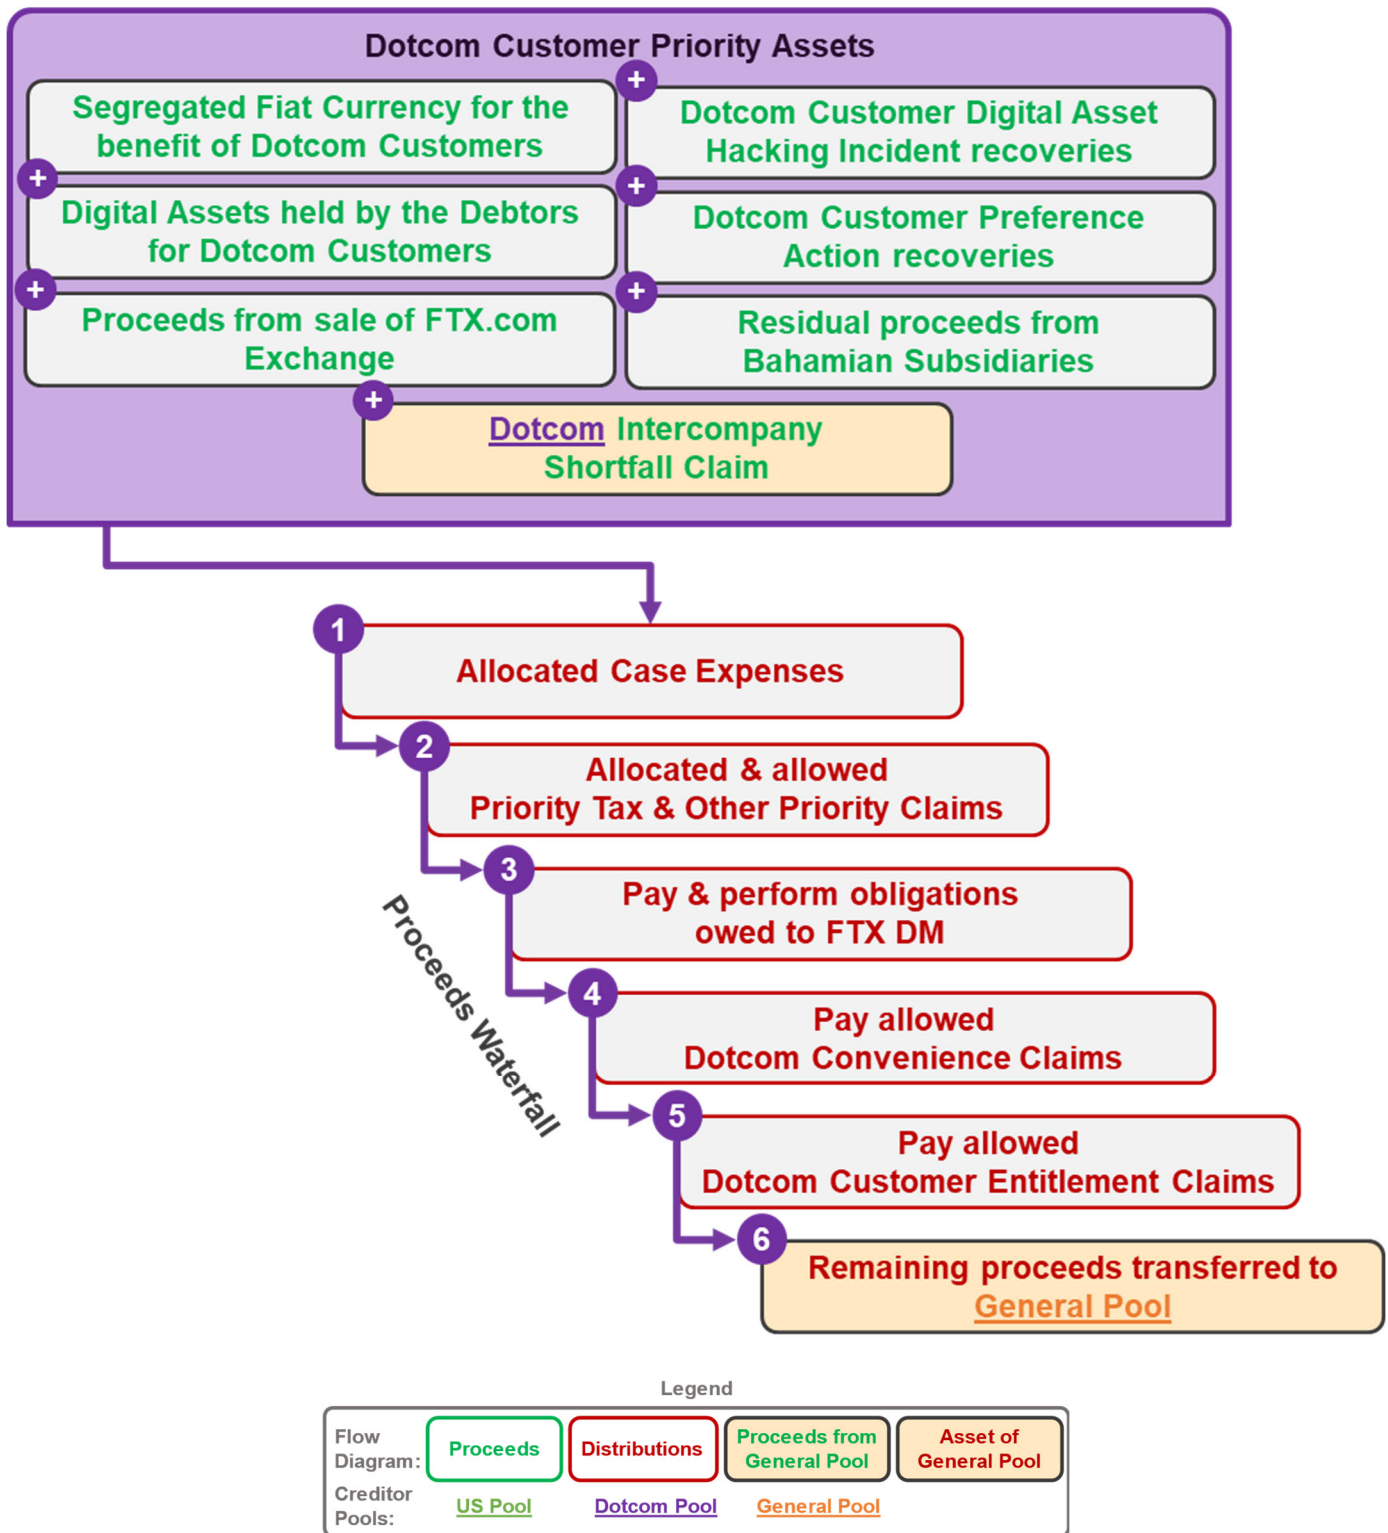 Dotcom Customer Priority Assets
Segregated Fiat Currency for the
benefit of Dotcom Customers
+
Digital Assets held by the Debtors
for Dotcom Customers
+
Proceeds from sale of FTX.com
Exchange
+
Dotcom Customer Digital Asset
Hacking Incident recoveries
+
Dotcom Customer Preference
Action recoveries
+
Residual proceeds from
Bahamian Subsidiaries
+
Dotcom Intercompany
Shortfall Claim
1
Allocated Case Expenses
2
Allocated & allowed
Priority Tax & Other Priority Claims
3
Pay & perform obligations
owed to FTX DM
4
Pay allowed
Dotcom Convenience Claims
5
Pay allowed
Dotcom Customer Entitlement Claims
6
Remaining proceeds transferred to
General Pool
Proceeds Waterfall
Legend
Flow
Diagram:
Proceeds
Distributions
Proceeds from
General Pool
Asset of
General Pool
Creditor
Pools:
US Pool
Dotcom Pool
General Pool